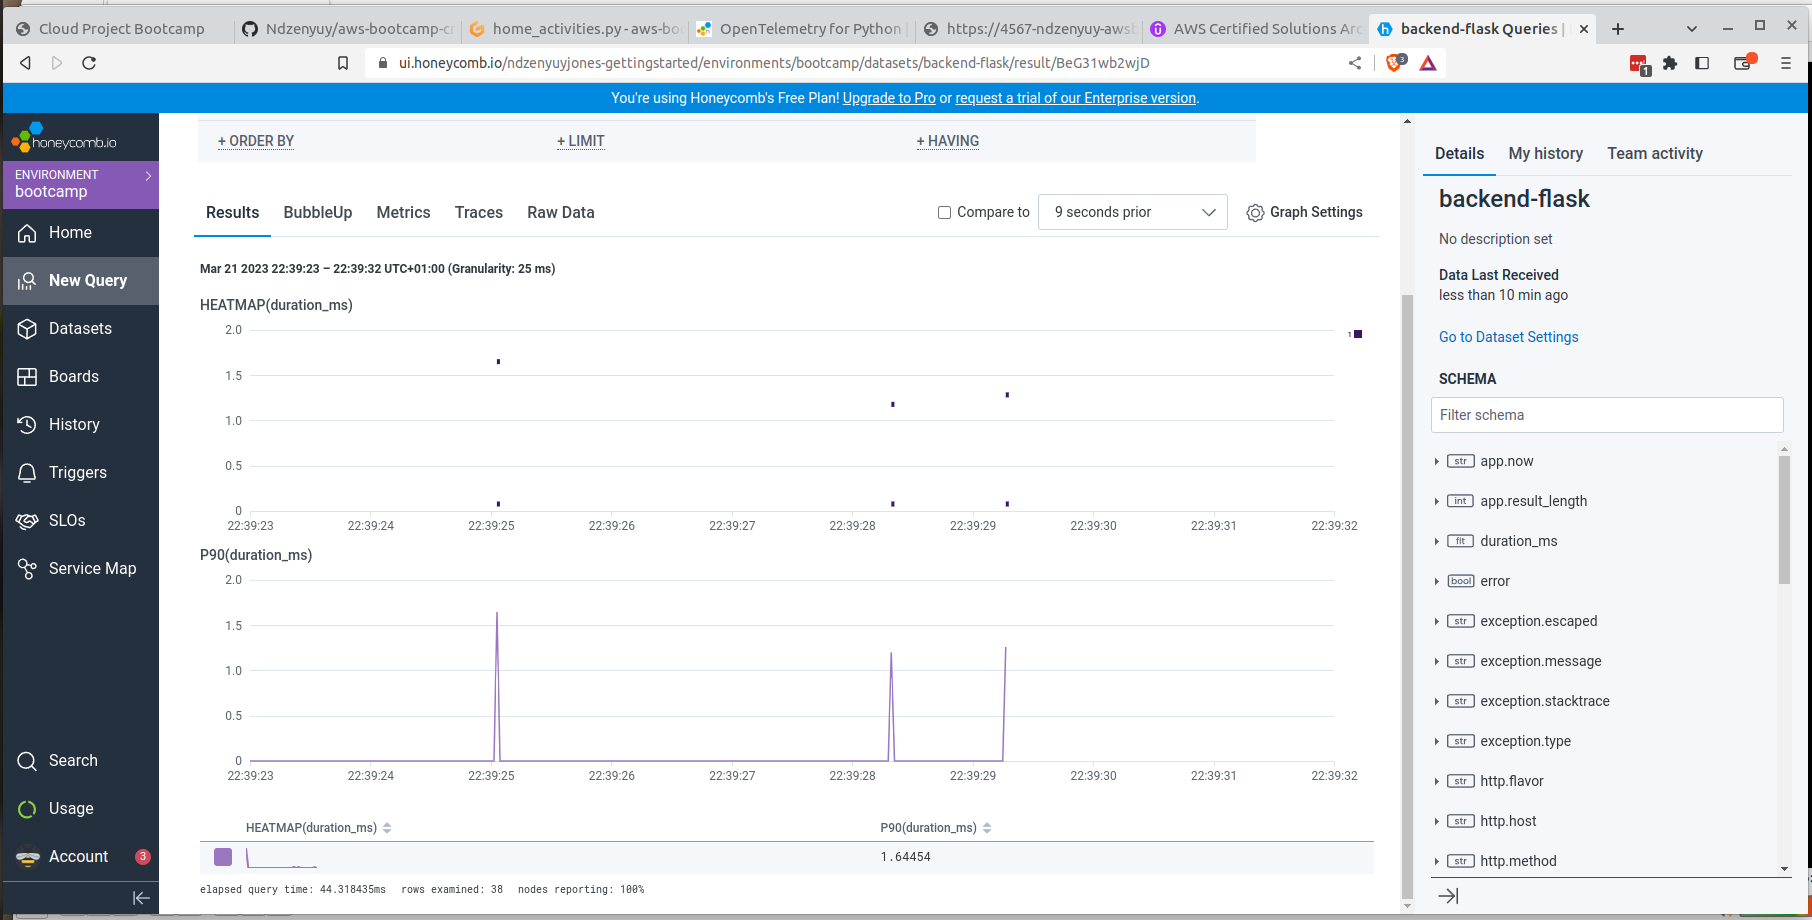 Cloud Project Bootcamp
Ndzenyuy/aws-bootcamp-cr
home_activities.py - aws-boo
OpenTelemetry for Python
https://4567-ndzenyuy-awsb
AWS Certified Solutions Arc
backend-flask Queries |
ui.honeycomb.io/ndzenyuyjones-gettingstarted/environments/bootcamp/datasets/backend-flask/result/BeG31wb2wjD
3
1
You're using Honeycomb's Free Plan! Upgrade to Pro or request a trial of our Enterprise version.
honeycomb.io
ENVIRONMENT
bootcamp
Home
New Query
Datasets
Boards
History
Triggers
SLOs
Service Map
Search
Usage
Account 3
+ ORDER BY + LIMIT + HAVING
Results BubbleUp Metrics Traces Raw Data
Compare to 9 seconds prior Graph Settings
Mar 21 2023 22:39:23 – 22:39:32 UTC+01:00 (Granularity: 25 ms)
HEATMAP(duration_ms)
2.0
1.5
1.0
0.5
0
22:39:23 22:39:24 22:39:25 22:39:26 22:39:27 22:39:28 22:39:29 22:39:30 22:39:31 22:39:32
1
P90(duration_ms)
2.0
1.5
1.0
0.5
0
22:39:23 22:39:24 22:39:25 22:39:26 22:39:27 22:39:28 22:39:29 22:39:30 22:39:31 22:39:32
HEATMAP(duration_ms) P90(duration_ms)
1.64454
elapsed query time: 44.318435ms rows examined: 38 nodes reporting: 100%
Details My history Team activity
backend-flask
No description set
Data Last Received
less than 10 min ago
Go to Dataset Settings
SCHEMA
Filter schema
str app.now
int app.result_length
flt duration_ms
bool error
str exception.escaped
str exception.message
str exception.stacktrace
str exception.type
str http.flavor
str http.host
str http.method